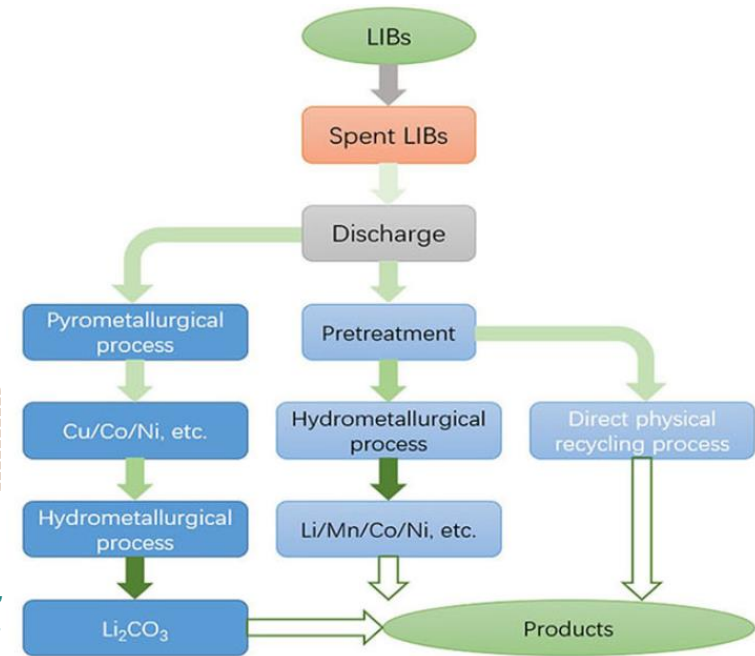 LIBs
Spent LIBs
Discharge
Pyrometallurgical
process
Pretreatment
Cu/Co/Ni, etc.
Hydrometallurgical
process
Direct physical
recycling process
Hydrometallurgical
process
Li/Mn/Co/Ni, etc.
Li₂CO₃
Products